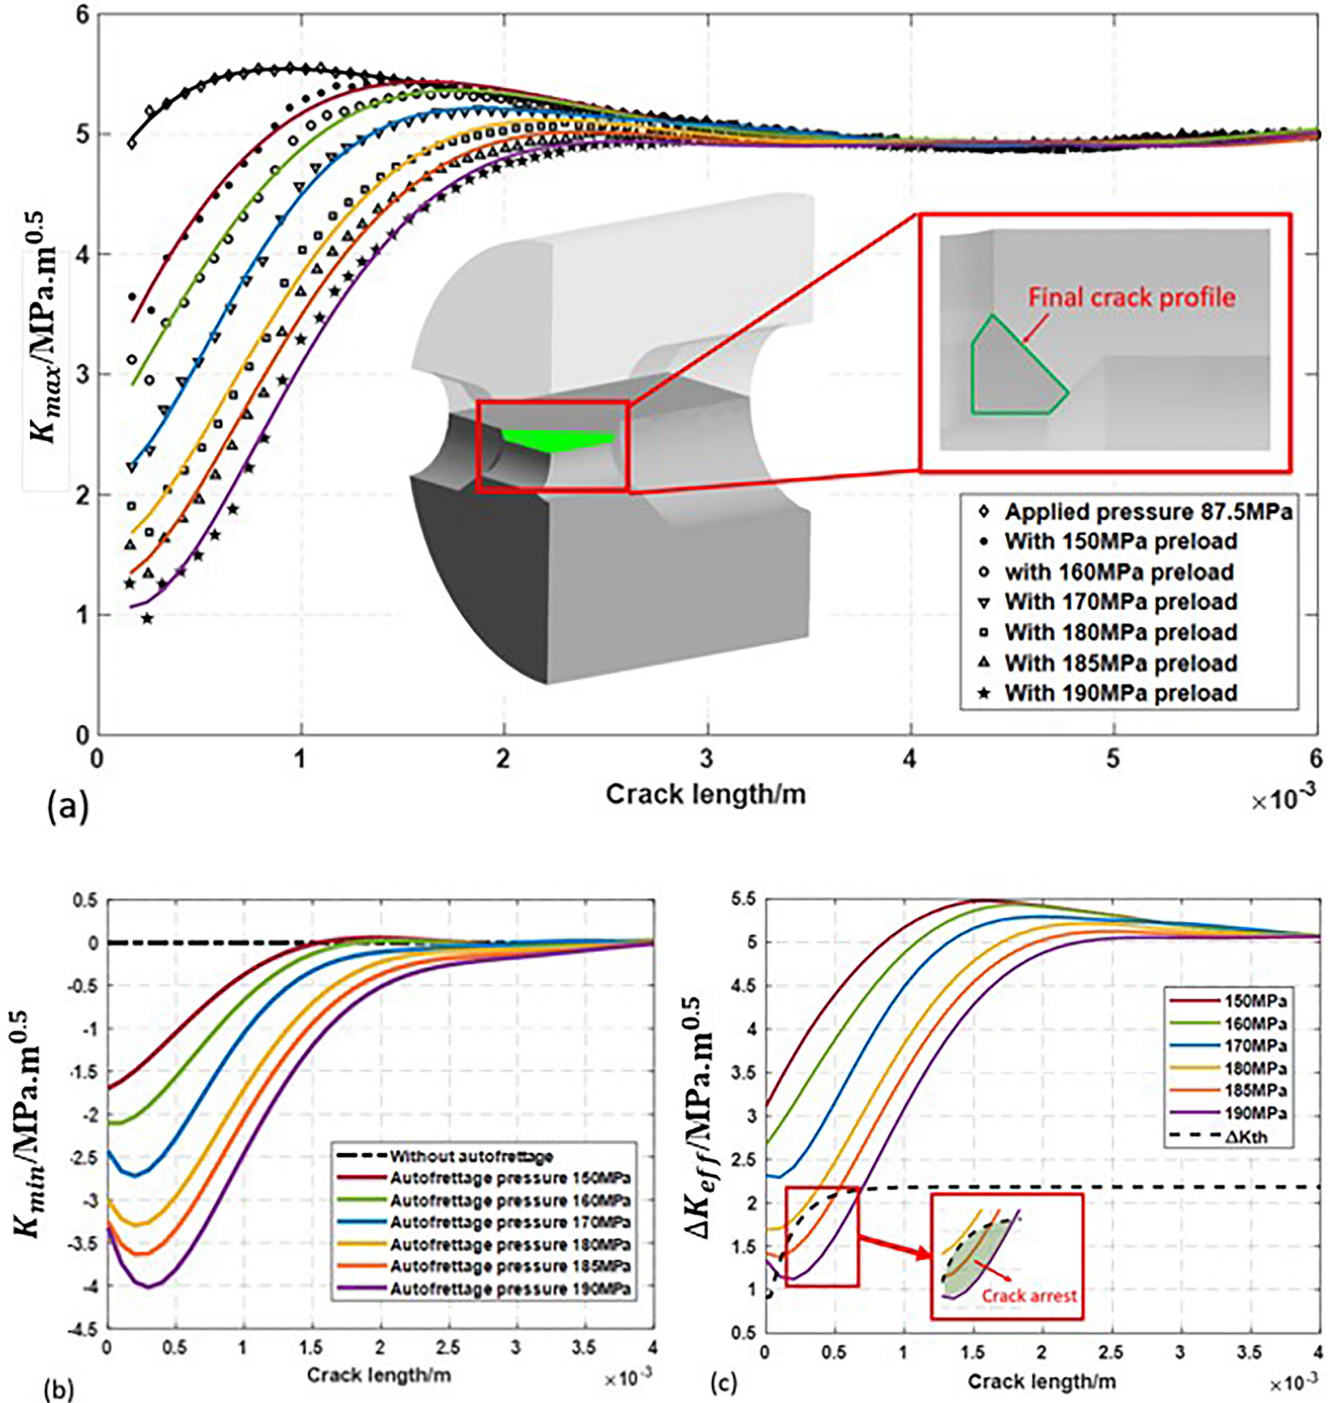 6
5
4
3
2
1
0
K_max/MPa.m^0.5
0 1 2 3 4 5 6
Crack length/m
×10^-3
(a)
Final crack profile
Applied pressure 87.5MPa
With 150MPa preload
with 160MPa preload
With 170MPa preload
With 180MPa preload
With 185MPa preload
With 190MPa preload
0.5
0
-0.5
-1
-1.5
-2
-2.5
-3
-3.5
-4
-4.5
K_min/MPa.m^0.5
0 0.5 1 1.5 2 2.5 3 3.5 4
Crack length/m
×10^-3
(b)
Without autofrettage
Autofrettage pressure 150MPa
Autofrettage pressure 160MPa
Autofrettage pressure 170MPa
Autofrettage pressure 180MPa
Autofrettage pressure 185MPa
Autofrettage pressure 190MPa
5.5
5
4.5
4
3.5
3
2.5
2
1.5
1
0.5
ΔK_eff/MPa.m^0.5
0 0.5 1 1.5 2 2.5 3 3.5 4
Crack length/m
×10^-3
(c)
150MPa
160MPa
170MPa
180MPa
185MPa
190MPa
ΔKth
Crack arrest